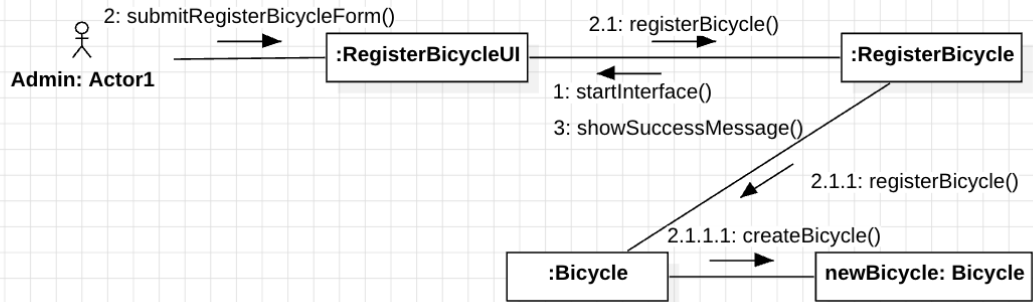 2: submitRegisterBicycleForm()
2.1: registerBicycle()
Admin: Actor1
:RegisterBicycleUI
:RegisterBicycle
1: startInterface()
3: showSuccessMessage()
2.1.1: registerBicycle()
2.1.1.1: createBicycle()
:Bicycle
newBicycle: Bicycle